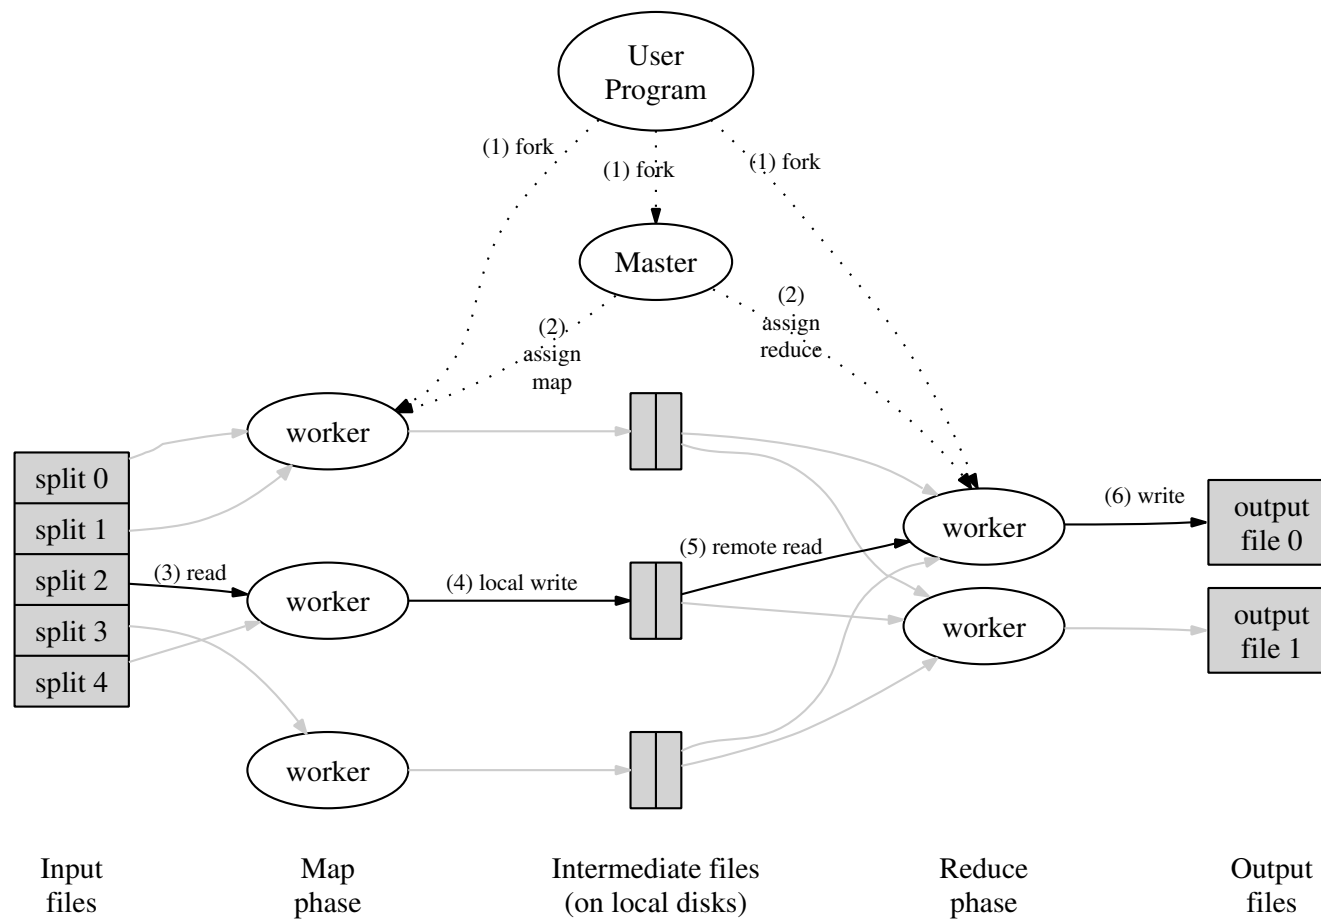 User
Program
(1) fork
(1) fork
(1) fork
Master
(2)
assign
map
(2)
assign
reduce
split 0
split 1
split 2
split 3
split 4
(3) read
worker
worker
worker
(4) local write
(5) remote read
worker
worker
(6) write
output
file 0
output
file 1
Input
files
Map
phase
Intermediate files
(on local disks)
Reduce
phase
Output
files